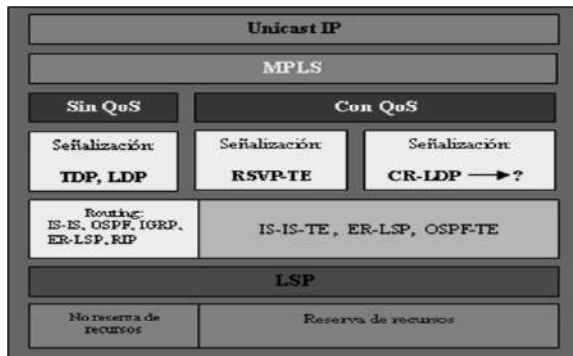 Unicast IP
MPLS
Sin QoS
Con QoS
Señalización:
TDP, LDP
Señalización:
RSVP-TE
Señalización:
CR-LDP → ?
Routing:
IS-IS, OSPF, IGRP,
ER-LSP, RIP
IS-IS-TE, ER-LSP, OSPF-TE
LSP
No reserva de
recursos
Reserva de recursos